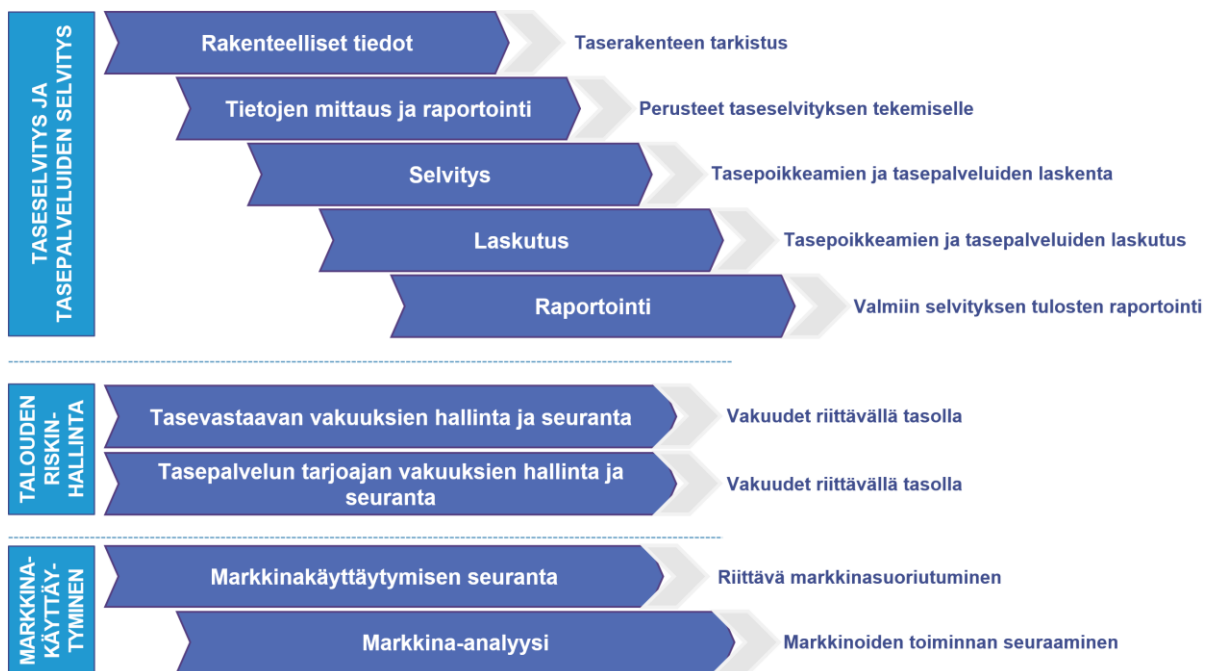 TASESELVITYS JA
TASEPALVELUIDEN SELVITYS
Rakenteelliset tiedot
Taserakenteen tarkistus
Tietojen mittaus ja raportointi
Perusteet taseselvityksen tekemiselle
Selvitys
Tasepoikkeamien ja tasepalveluiden laskenta
Laskutus
Tasepoikkeamien ja tasepalveluiden laskutus
Raportointi
Valmiin selvityksen tulosten raportointi
TALOUDEN
RISKIN-
HALLINTA
Tasevastaavan vakuuksien hallinta ja seuranta
Vakuudet riittävällä tasolla
Tasepalvelun tarjoajan vakuuksien hallinta ja
seuranta
Vakuudet riittävällä tasolla
MARKKINA-
KÄYTTÄY-
TYMINEN
Markkinakäyttäytymisen seuranta
Riittävä markkinasuoriutuminen
Markkina-analyysi
Markkinoiden toiminnan seuraaminen